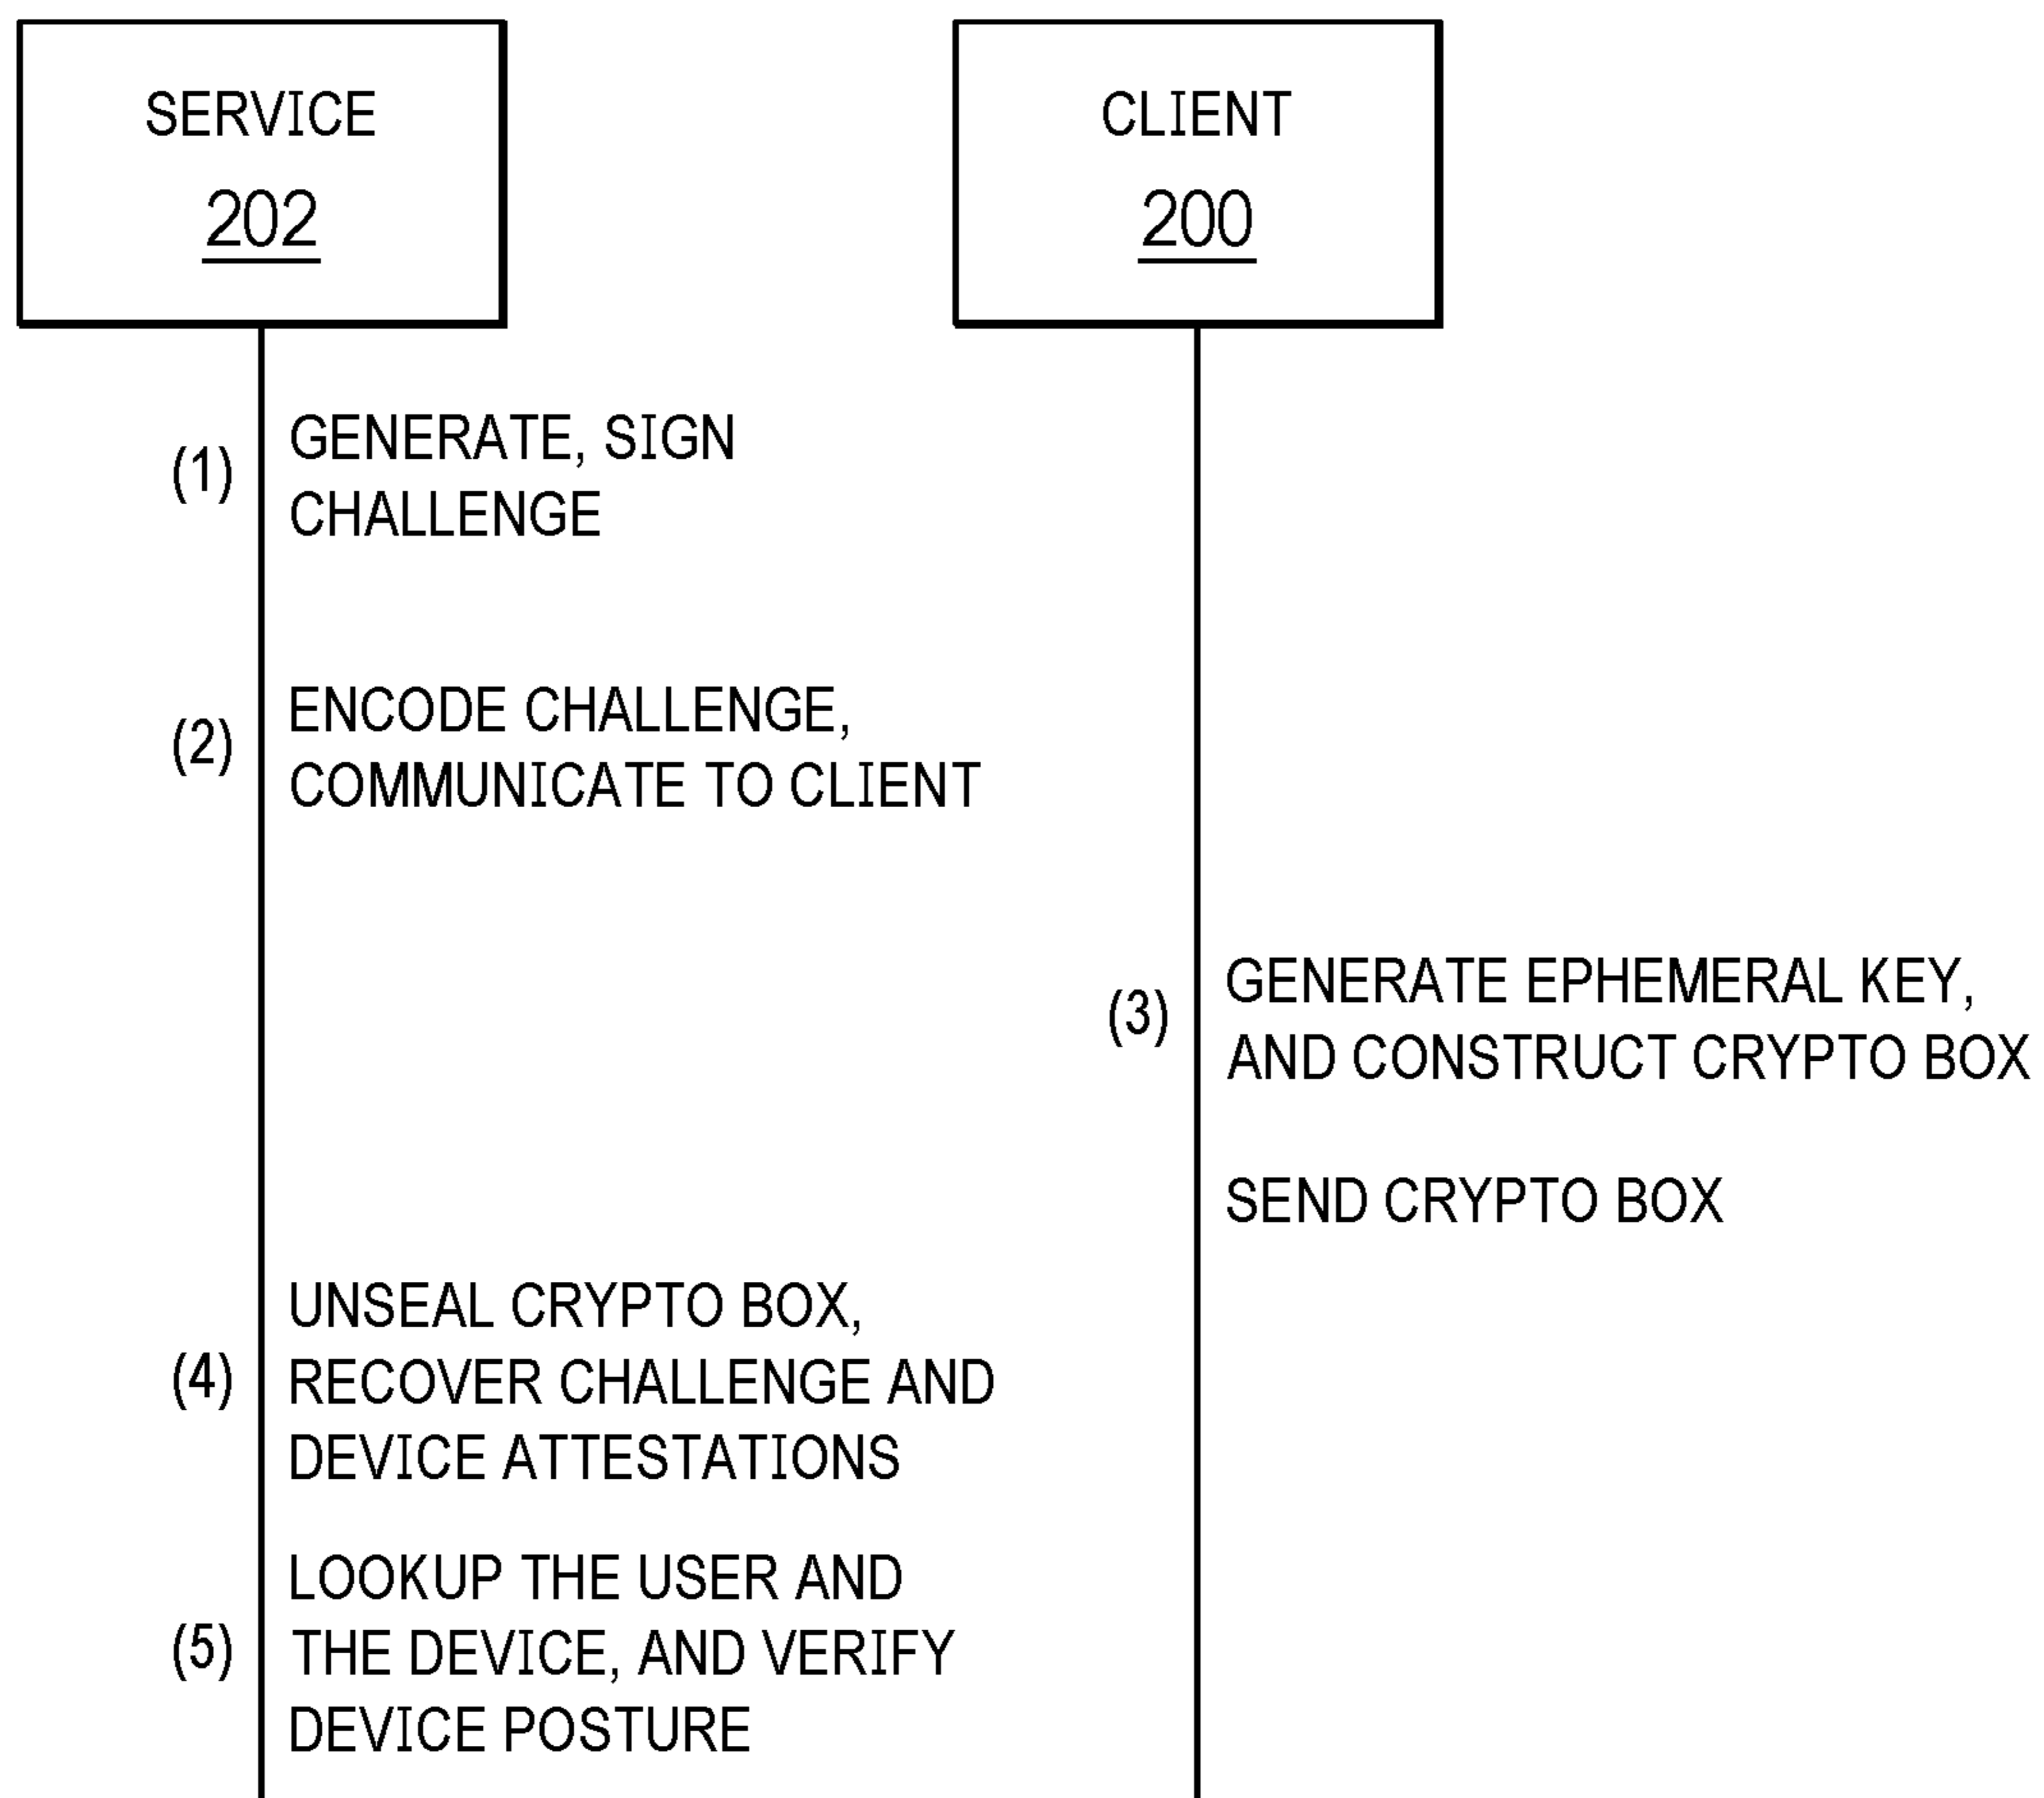 SERVICE
202
CLIENT
200
(1)
GENERATE, SIGN
CHALLENGE
(2)
ENCODE CHALLENGE,
COMMUNICATE TO CLIENT
(3)
GENERATE EPHEMERAL KEY,
AND CONSTRUCT CRYPTO BOX
SEND CRYPTO BOX
(4)
UNSEAL CRYPTO BOX,
RECOVER CHALLENGE AND
DEVICE ATTESTATIONS
(5)
LOOKUP THE USER AND
THE DEVICE, AND VERIFY
DEVICE POSTURE